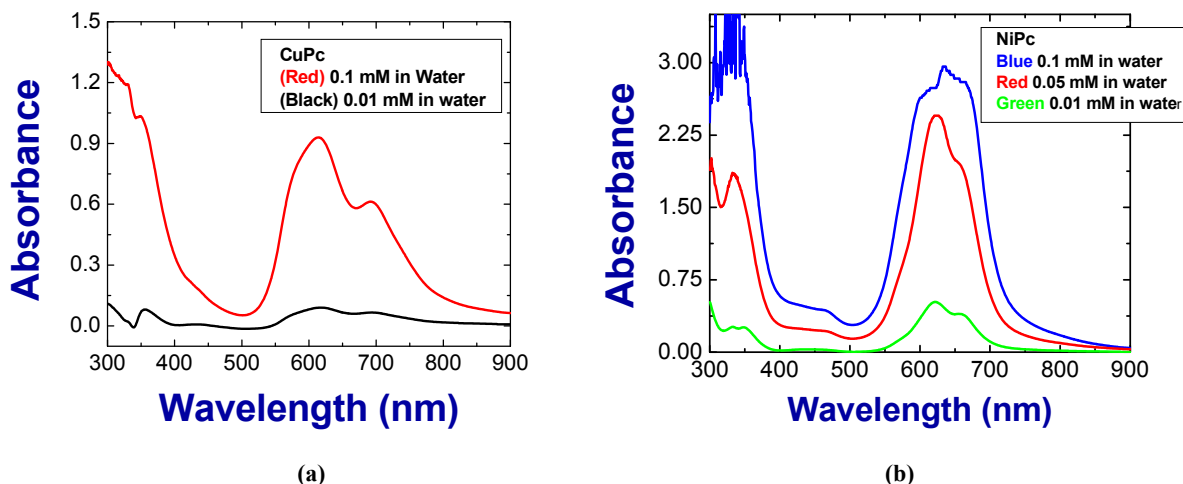 1.5
1.2
0.9
0.6
0.3
0.0
Absorbance
CuPc
(Red) 0.1 mM in Water
(Black) 0.01 mM in water
300 400 500 600 700 800 900
Wavelength (nm)
(a)
3.00
2.25
1.50
0.75
0.00
Absorbance
NiPc
Blue 0.1 mM in water
Red 0.05 mM in water
Green 0.01 mM in water
300 400 500 600 700 800 900
Wavelength (nm)
(b)